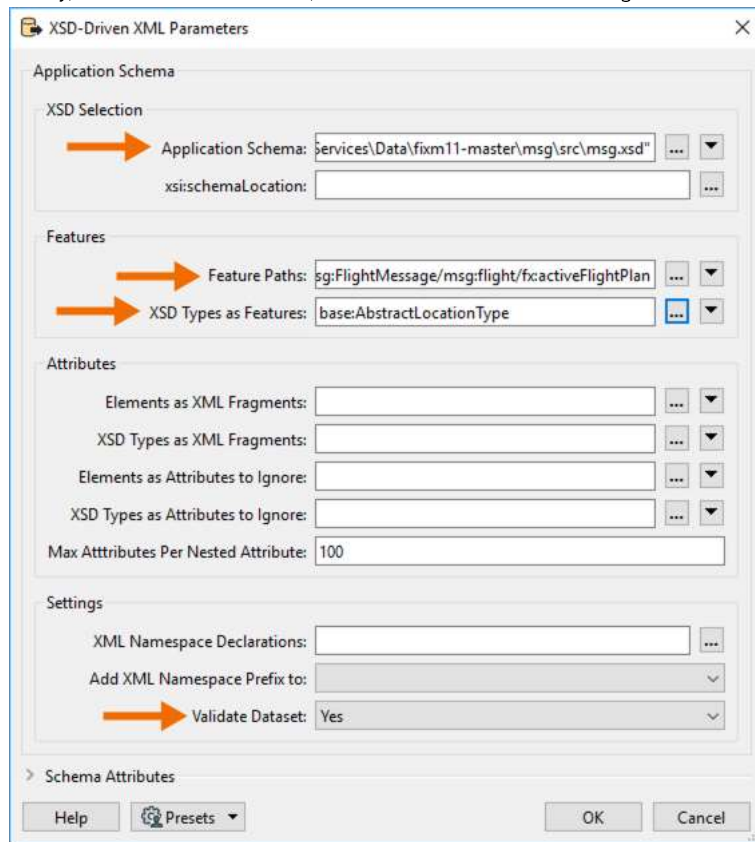 XSD-Driven XML Parameters
Application Schema
XSD Selection
Application Schema: Services\Data\fixm11-master\msg\src\msg.xsd" ...
xsi:schemaLocation: ...
Features
Feature Paths: sg:FlightMessage/msg:flight/fx:activeFlightPlan ...
XSD Types as Features: base:AbstractLocationType ...
Attributes
Elements as XML Fragments: ...
XSD Types as XML Fragments: ...
Elements as Attributes to Ignore: ...
XSD Types as Attributes to Ignore: ...
Max Atttributes Per Nested Attribute: 100
Settings
XML Namespace Declarations: ...
Add XML Namespace Prefix to:
Validate Dataset: Yes
Schema Attributes
Help Presets OK Cancel